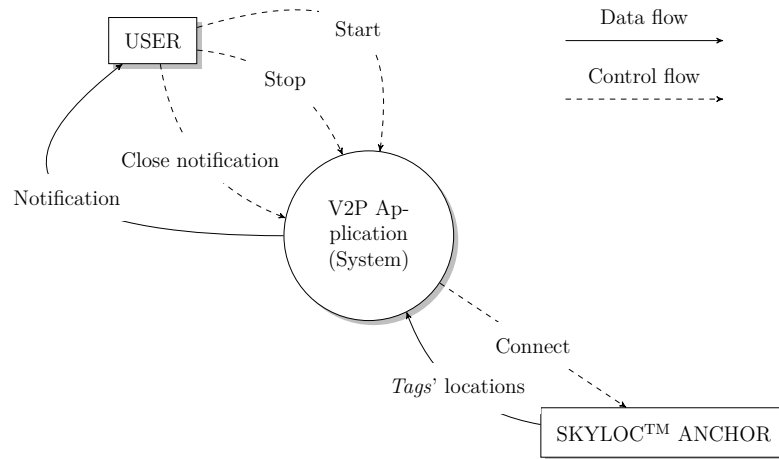 USER
Start
Stop
Close notification
Notification
V2P Ap-
plication
(System)
Connect
Tags' locations
SKYLOC™ ANCHOR
Data flow
Control flow